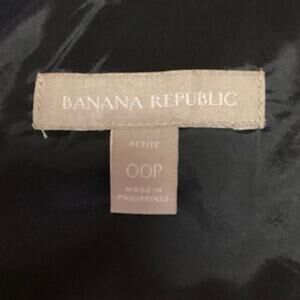 BANANA REPUBLIC
PETITE
00P
MADE IN
PHILIPPINES